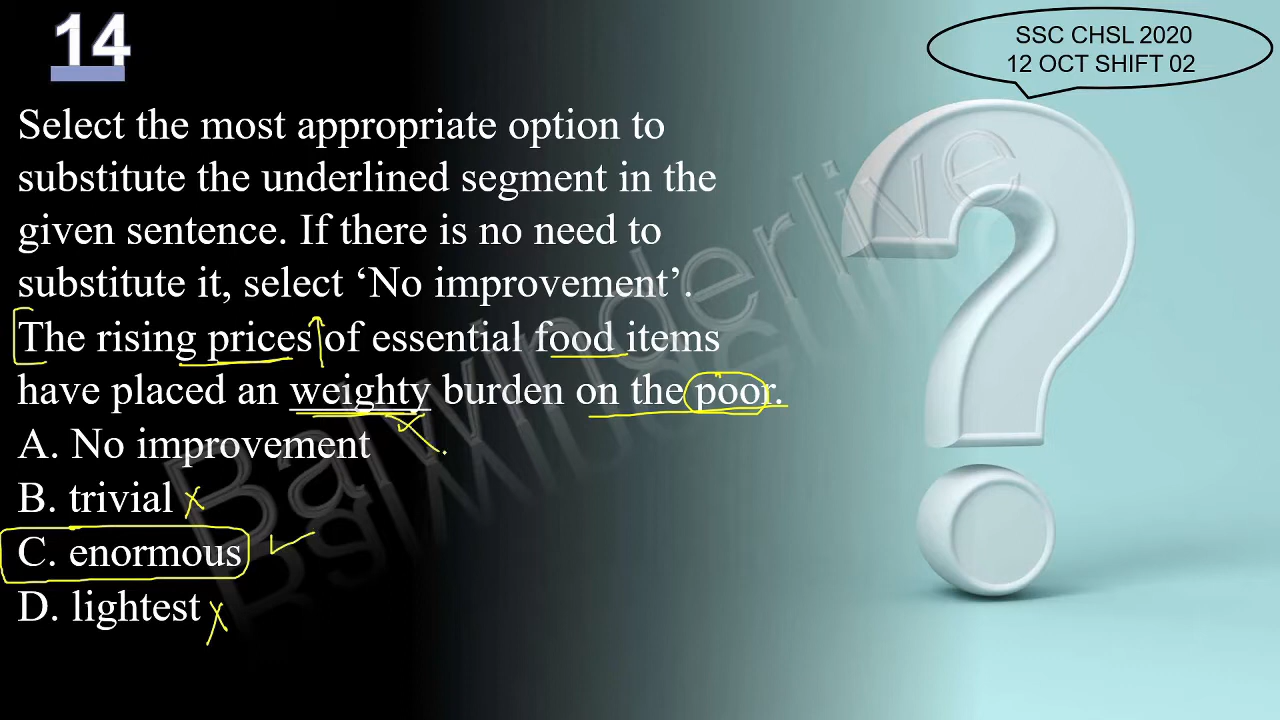 14
SSC CHSL 2020
12 OCT SHIFT 02
Select the most appropriate option to
substitute the underlined segment in the
given sentence. If there is no need to
substitute it, select ‘No improvement’.
The rising prices of essential food items
have placed an weighty burden on the poor.
A. No improvement
B. trivial
C. enormous
D. lightest
Balwinderlive